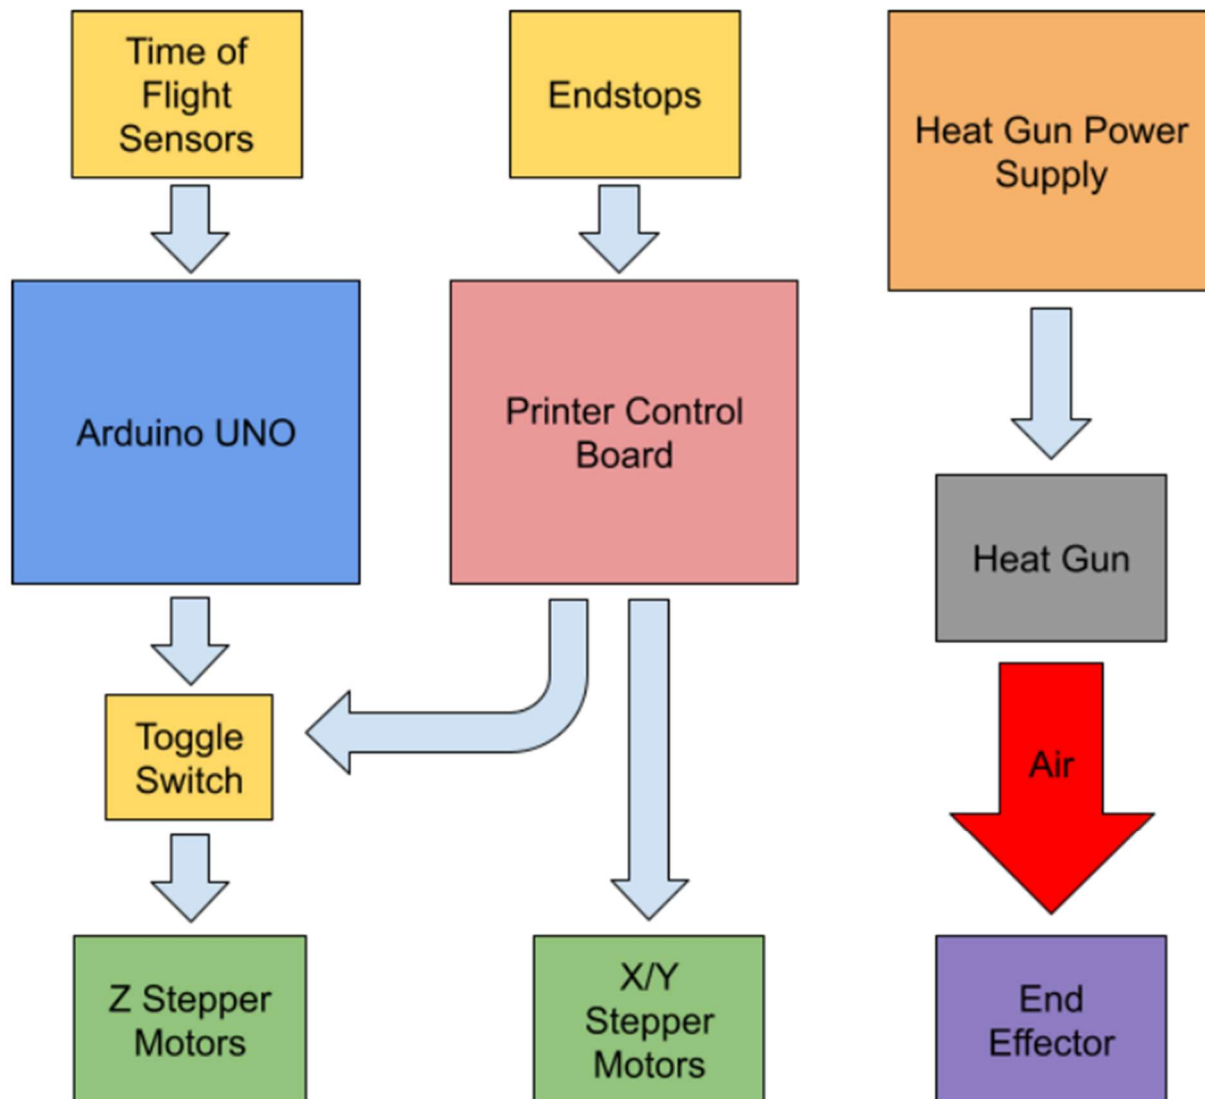 Time of
Flight
Sensors
Endstops
Heat Gun Power
Supply
Arduino UNO
Printer Control
Board
Heat Gun
Toggle
Switch
Air
Z Stepper
Motors
X/Y
Stepper
Motors
End
Effector